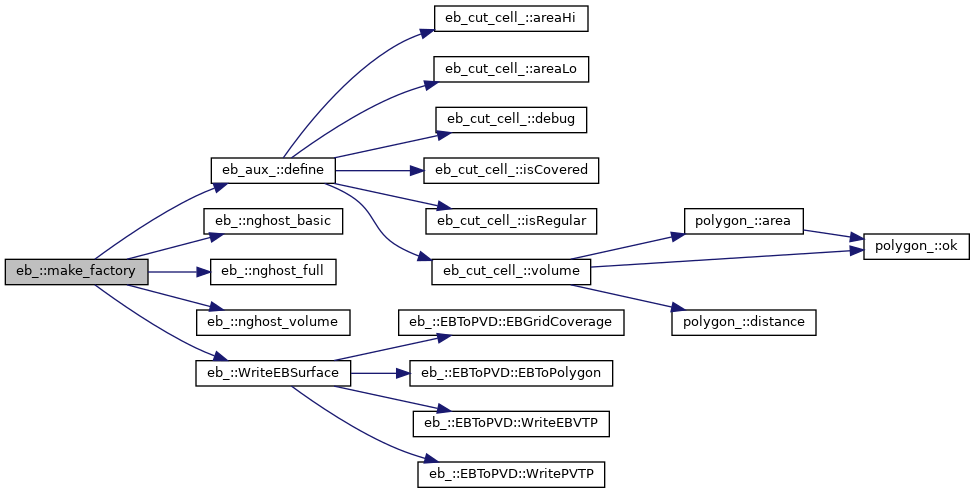 eb_cut_cell_::areaHi
eb_cut_cell_::areaLo
eb_cut_cell_::debug
eb_aux_::define
eb_cut_cell_::isCovered
eb_::nghost_basic
eb_cut_cell_::isRegular
polygon_::area
polygon_::ok
eb_::make_factory
eb_::nghost_full
eb_cut_cell_::volume
eb_::nghost_volume
eb_::EBToPVD::EBGridCoverage
polygon_::distance
eb_::WriteEBSurface
eb_::EBToPVD::EBToPolygon
eb_::EBToPVD::WriteEBVTP
eb_::EBToPVD::WritePVTP